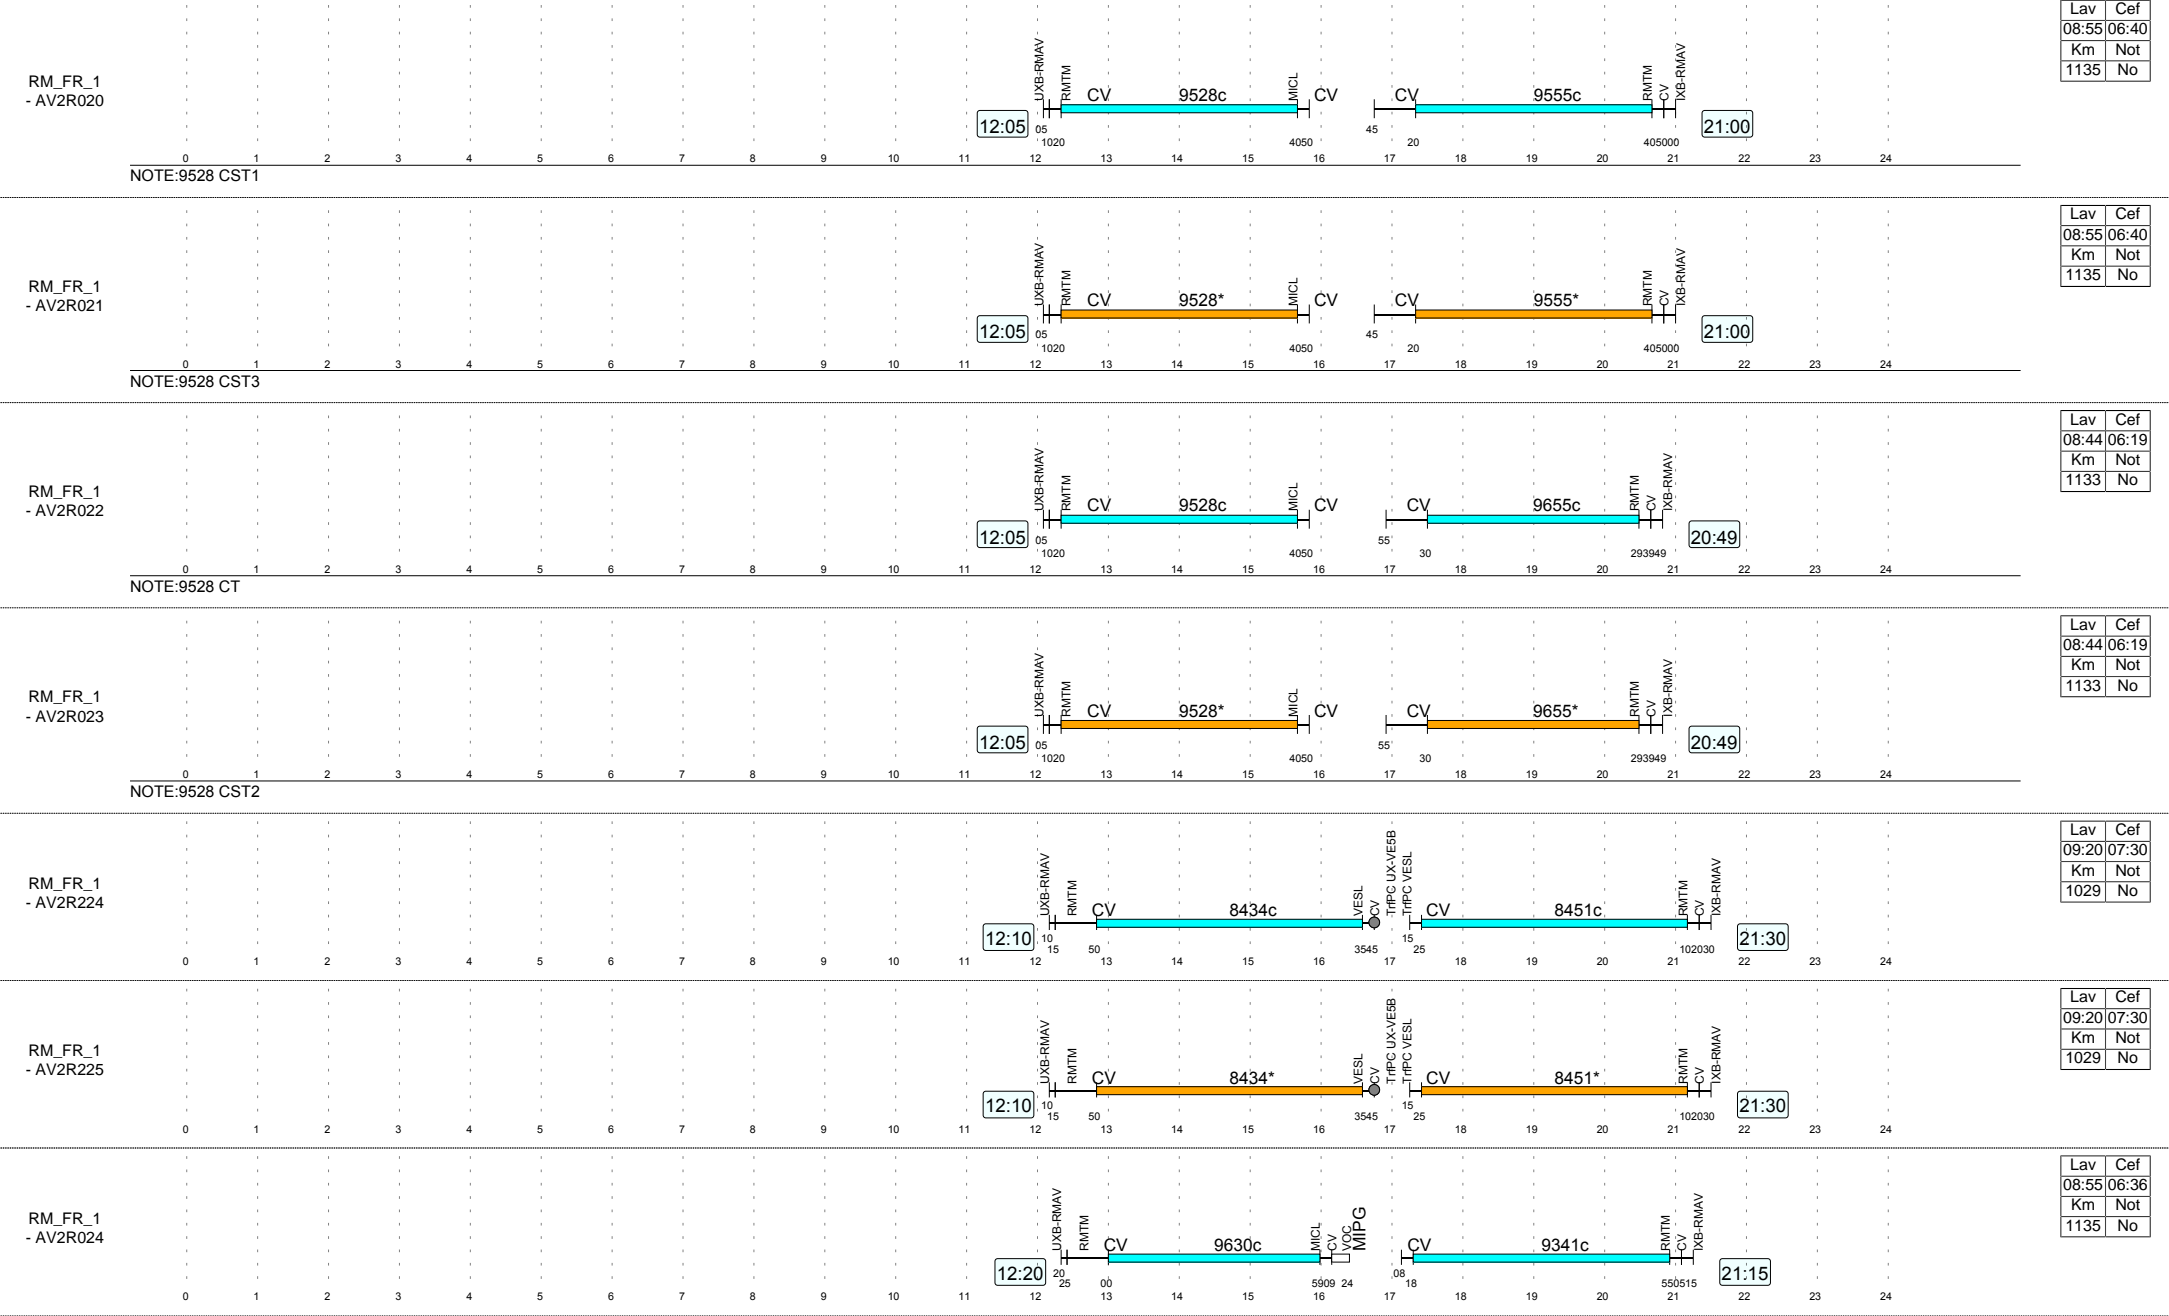 Lav Cef
08:55 06:40
Km Not
1135 No
RM_FR_1
- AV2R020
UXB-RMAV RMTM CV 9528c MICL CV CV 9555c RMTM CV IXB-RMAV
12:05 05 45 21:00
1020 4050 20 405000
0 1 2 3 4 5 6 7 8 9 10 11 12 13 14 15 16 17 18 19 20 21 22 23 24
NOTE:9528 CST1
Lav Cef
08:55 06:40
Km Not
1135 No
RM_FR_1
- AV2R021
UXB-RMAV RMTM CV 9528* MICL CV CV 9555* RMTM CV IXB-RMAV
12:05 05 45 21:00
1020 4050 20 405000
0 1 2 3 4 5 6 7 8 9 10 11 12 13 14 15 16 17 18 19 20 21 22 23 24
NOTE:9528 CST3
Lav Cef
08:44 06:19
Km Not
1133 No
RM_FR_1
- AV2R022
UXB-RMAV RMTM CV 9528c MICL CV CV 9655c RMTM CV IXB-RMAV
12:05 05 55 20:49
1020 4050 30 293949
0 1 2 3 4 5 6 7 8 9 10 11 12 13 14 15 16 17 18 19 20 21 22 23 24
NOTE:9528 CT
Lav Cef
08:44 06:19
Km Not
1133 No
RM_FR_1
- AV2R023
UXB-RMAV RMTM CV 9528* MICL CV CV 9655* RMTM CV IXB-RMAV
12:05 05 55 20:49
1020 4050 30 293949
0 1 2 3 4 5 6 7 8 9 10 11 12 13 14 15 16 17 18 19 20 21 22 23 24
NOTE:9528 CST2
Lav Cef
09:20 07:30
Km Not
1029 No
RM_FR_1
- AV2R224
UXB-RMAV RMTM CV 8434c VESL CV TrfPC UX-VE5B TrfPC VESL CV 8451c RMTM CV IXB-RMAV
12:10 10 15 21:30
15 50 3545 25 102030
0 1 2 3 4 5 6 7 8 9 10 11 12 13 14 15 16 17 18 19 20 21 22 23 24
Lav Cef
09:20 07:30
Km Not
1029 No
RM_FR_1
- AV2R225
UXB-RMAV RMTM CV 8434* VESL CV TrfPC UX-VE5B TrfPC VESL CV 8451* RMTM CV IXB-RMAV
12:10 10 15 21:30
15 50 3545 25 102030
0 1 2 3 4 5 6 7 8 9 10 11 12 13 14 15 16 17 18 19 20 21 22 23 24
Lav Cef
08:55 06:36
Km Not
1135 No
RM_FR_1
- AV2R024
UXB-RMAV RMTM CV 9630c MICL CV VOC MIPG CV 9341c RMTM CV IXB-RMAV
12:20 20 08 21:15
25 00 5909 24 18 550515
0 1 2 3 4 5 6 7 8 9 10 11 12 13 14 15 16 17 18 19 20 21 22 23 24